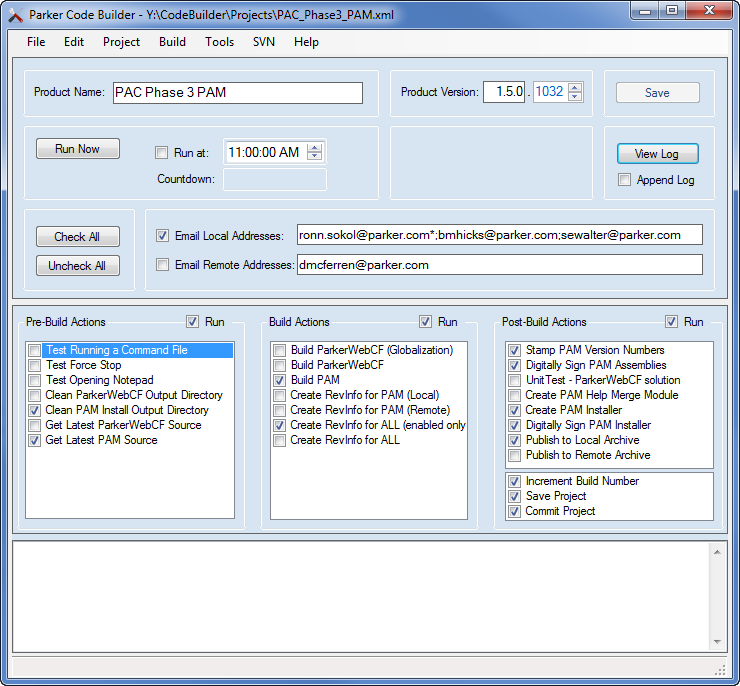 Parker Code Builder - Y:\CodeBuilder\Projects\PAC_Phase3_PAM.xml
File Edit Project Build Tools SVN Help
Product Name: PAC Phase 3 PAM
Product Version: 1.5.0 . 1032
Save
Run Now
Run at: 11:00:00 AM
View Log
Countdown:
Append Log
Check All
Email Local Addresses: ronn.sokol@parker.com*;bmhicks@parker.com;sewalter@parker.com
Uncheck All
Email Remote Addresses: dmcferren@parker.com
Pre-Build Actions
Run
Test Running a Command File
Test Force Stop
Test Opening Notepad
Clean ParkerWebCF Output Directory
Clean PAM Install Output Directory
Get Latest ParkerWebCF Source
Get Latest PAM Source
Build Actions
Run
Build ParkerWebCF (Globalization)
Build ParkerWebCF
Build PAM
Create RevInfo for PAM (Local)
Create RevInfo for PAM (Remote)
Create RevInfo for ALL (enabled only
Create RevInfo for ALL
Post-Build Actions
Run
Stamp PAM Version Numbers
Digitally Sign PAM Assemblies
UnitTest - ParkerWebCF solution
Create PAM Help Merge Module
Create PAM Installer
Digitally Sign PAM Installer
Publish to Local Archive
Publish to Remote Archive
Increment Build Number
Save Project
Commit Project